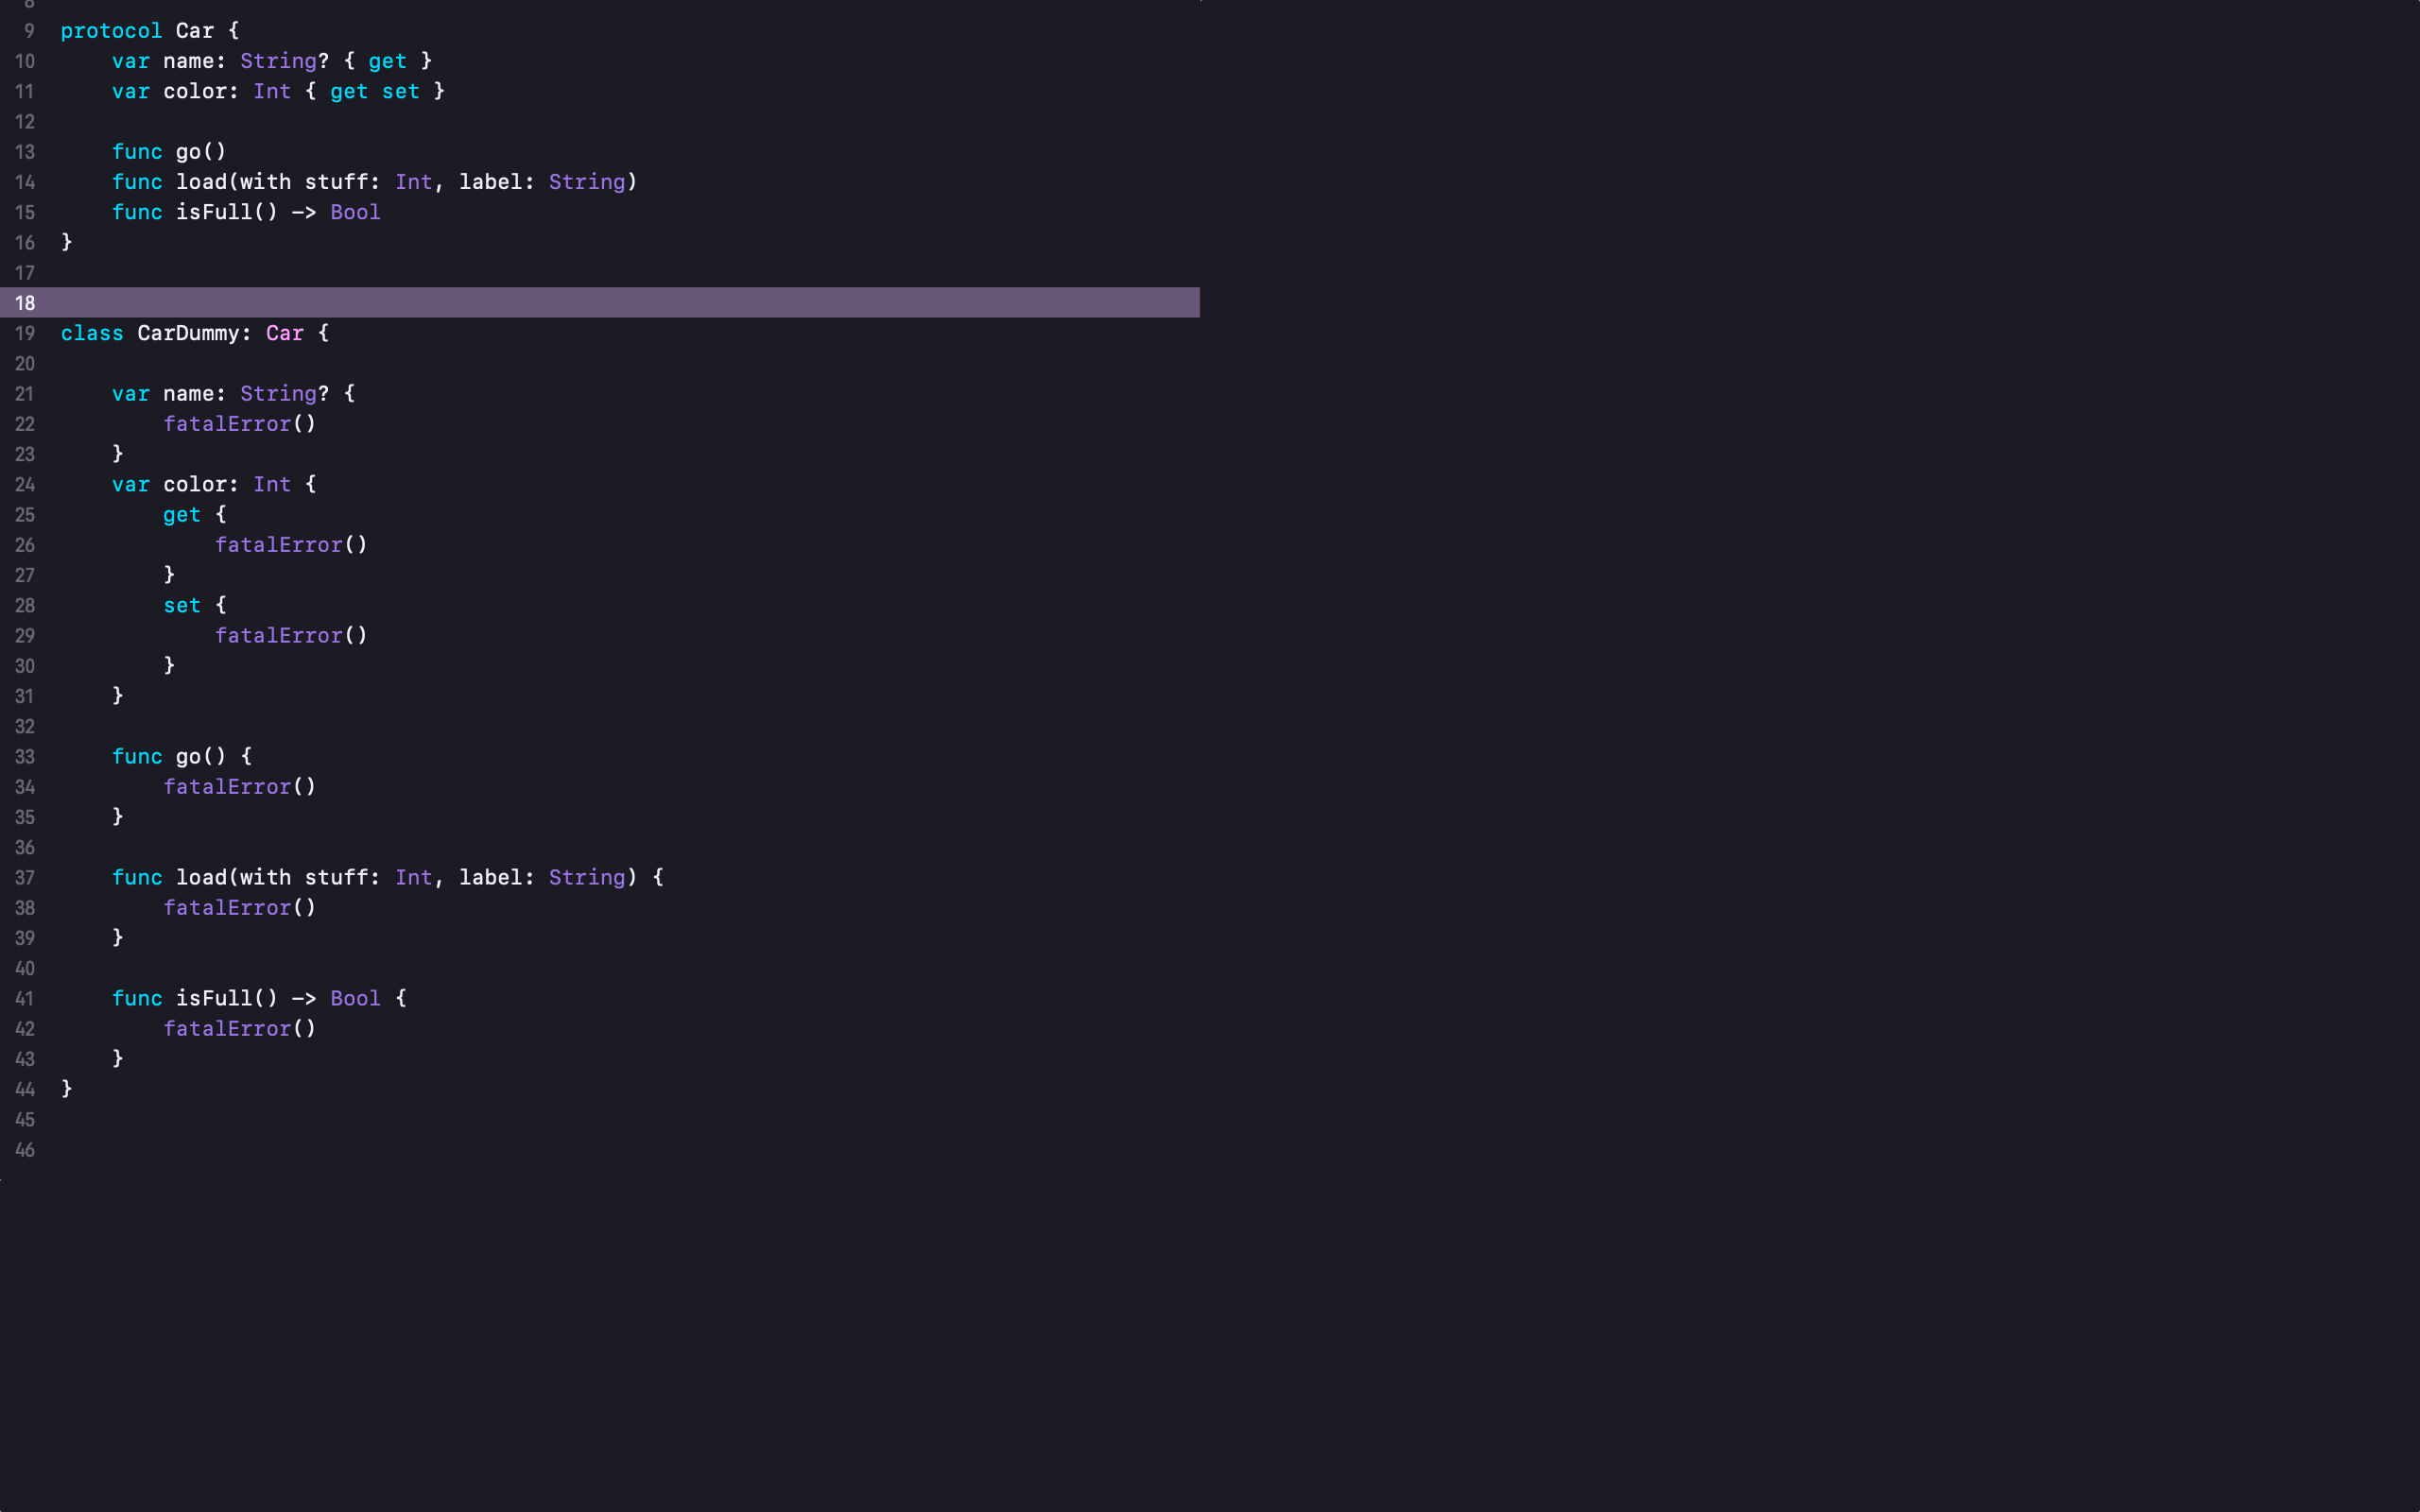 8
9 protocol Car {
10     var name: String? { get }
11     var color: Int { get set }
12
13     func go()
14     func load(with stuff: Int, label: String)
15     func isFull() -> Bool
16 }
17
18
19 class CarDummy: Car {
20
21     var name: String? {
22         fatalError()
23     }
24     var color: Int {
25         get {
26             fatalError()
27         }
28         set {
29             fatalError()
30         }
31     }
32
33     func go() {
34         fatalError()
35     }
36
37     func load(with stuff: Int, label: String) {
38         fatalError()
39     }
40
41     func isFull() -> Bool {
42         fatalError()
43     }
44 }
45
46